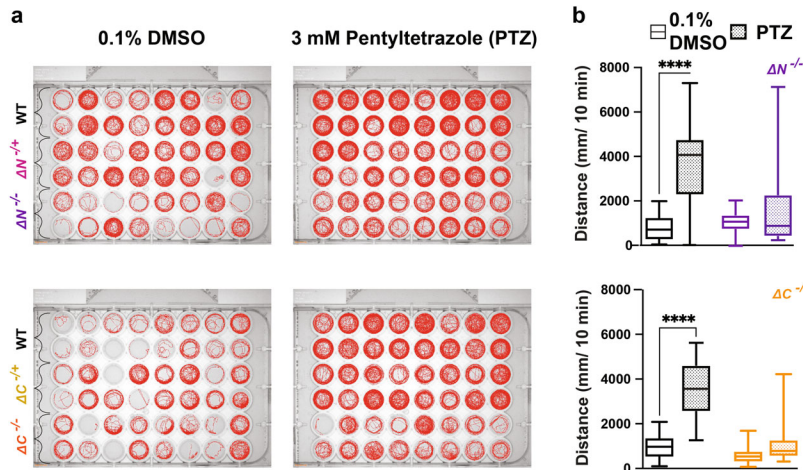 a
0.1% DMSO
3 mm Pentyltetrazole (PTZ)
WT
ΔN-/+
ΔN-/-
WT
ΔC-/+
ΔC-/-
b
0.1% DMSO
PTZ
****
ΔN-/-
8000
6000
4000
2000
0
Distance (mm/ 10 min)
****
ΔC-/
8000
6000
4000
2000
0
Distance (mm/ 10 min)